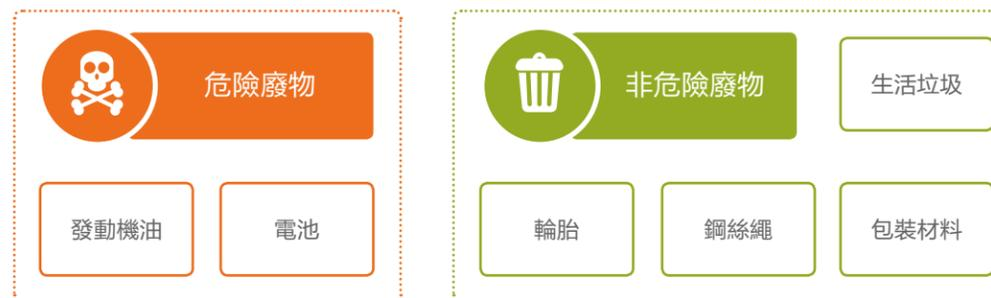 危險廢物
發動機油
電池
非危險廢物
生活垃圾
輪胎
鋼絲繩
包裝材料